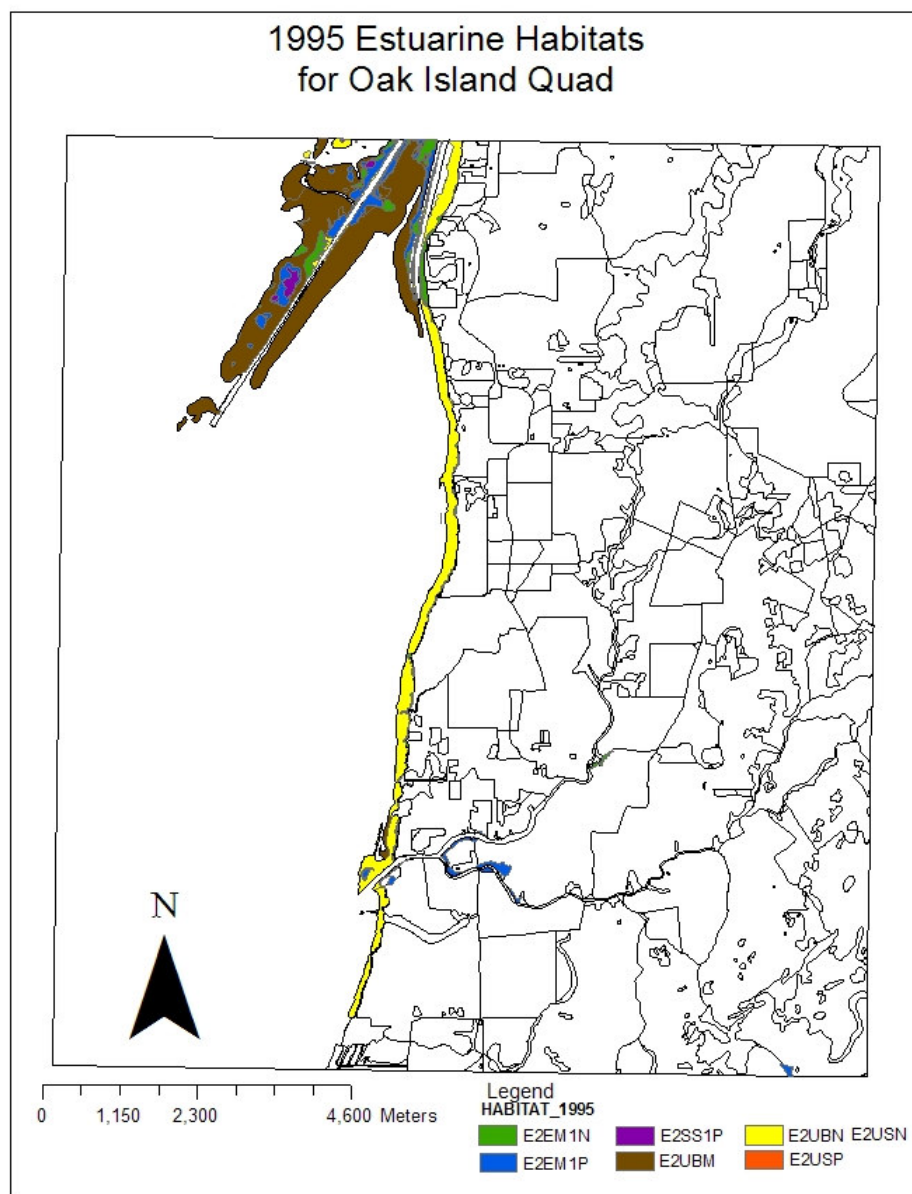 1995 Estuarine Habitats
for Oak Island Quad
N
0 1,150 2,300 4,600 Meters
Legend
HABITAT_1995
E2EM1N E2SS1P E2UBN E2USN
E2EM1P E2UBM E2USP